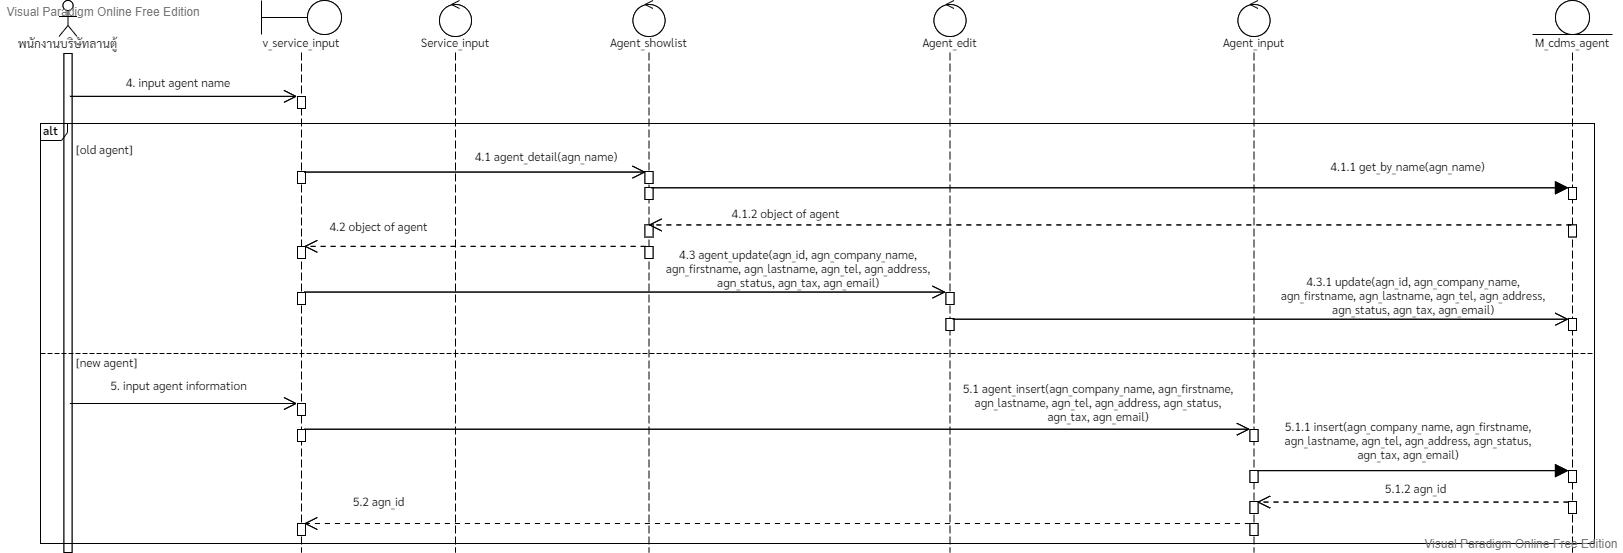 Visual Paradigm Online Free Edition
พนักงานบริษัทลานตู้
v_service_input
Service_input
Agent_showlist
Agent_edit
Agent_input
M_cdms_agent
4. input agent name
alt
[old agent]
4.1 agent_detail(agn_name)
4.1.1 get_by_name(agn_name)
4.1.2 object of agent
4.2 object of agent
4.3 agent_update(agn_id, agn_company_name,
agn_firstname, agn_lastname, agn_tel, agn_address,
agn_status, agn_tax, agn_email)
4.3.1 update(agn_id, agn_company_name,
agn_firstname, agn_lastname, agn_tel, agn_address,
agn_status, agn_tax, agn_email)
[new agent]
5. input agent information
5.1 agent_insert(agn_company_name, agn_firstname,
agn_lastname, agn_tel, agn_address, agn_status,
agn_tax, agn_email)
5.1.1 insert(agn_company_name, agn_firstname,
agn_lastname, agn_tel, agn_address, agn_status,
agn_tax, agn_email)
5.1.2 agn_id
5.2 agn_id
Visual Paradigm Online Free Edition